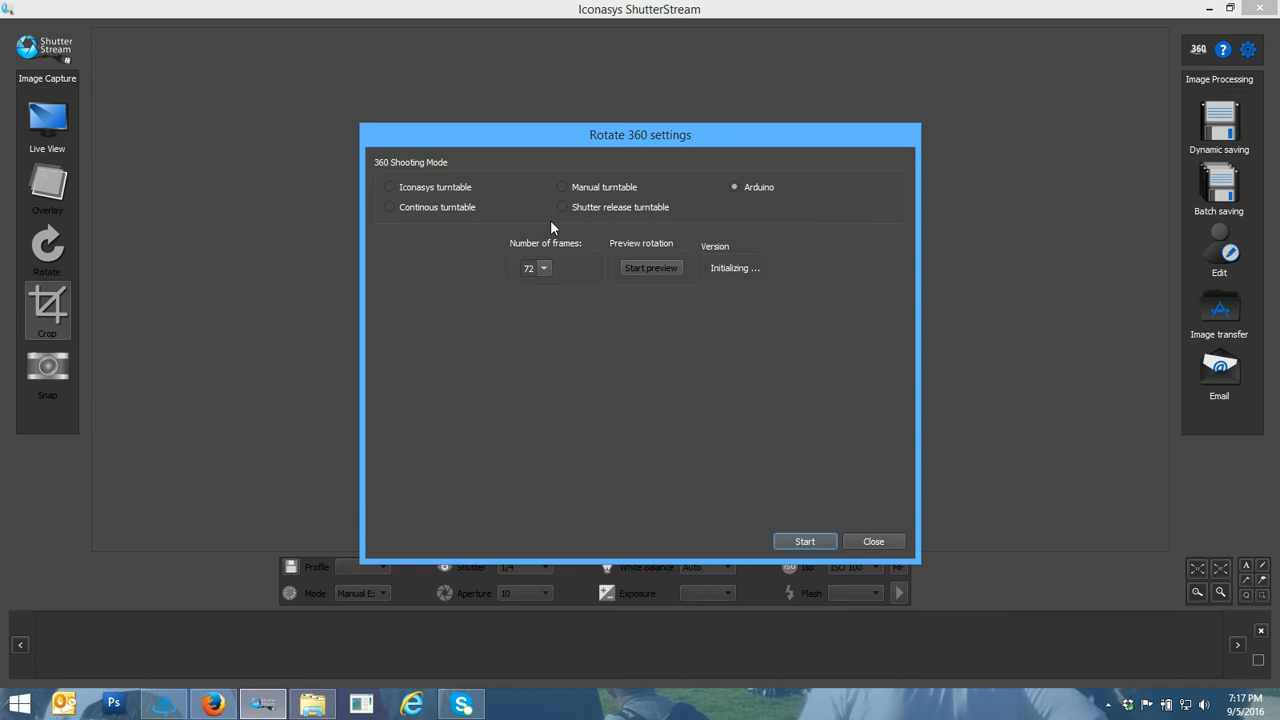 Iconasys ShutterStream
Shutter
Stream
Image Capture
Live View
Overlay
Rotate
Crop
Snap
360 ?
Image Processing
Dynamic saving
Batch saving
Edit
Image transfer
@
Email
Rotate 360 settings
360 Shooting Mode
Iconasys turntable
Manual turntable
Arduino
Continous turntable
Shutter release turntable
Number of frames:
Preview rotation
Version
72
Start preview
Initializing ...
Start
Close
Profile
Shutter
1/4
White Balance
Auto
ISO
Iso
ISO 100
MF
Mode
Manual E
Aperture
10
Exposure
Flash
A
<
>
x
Ps
S
7:17 PM
9/5/2016